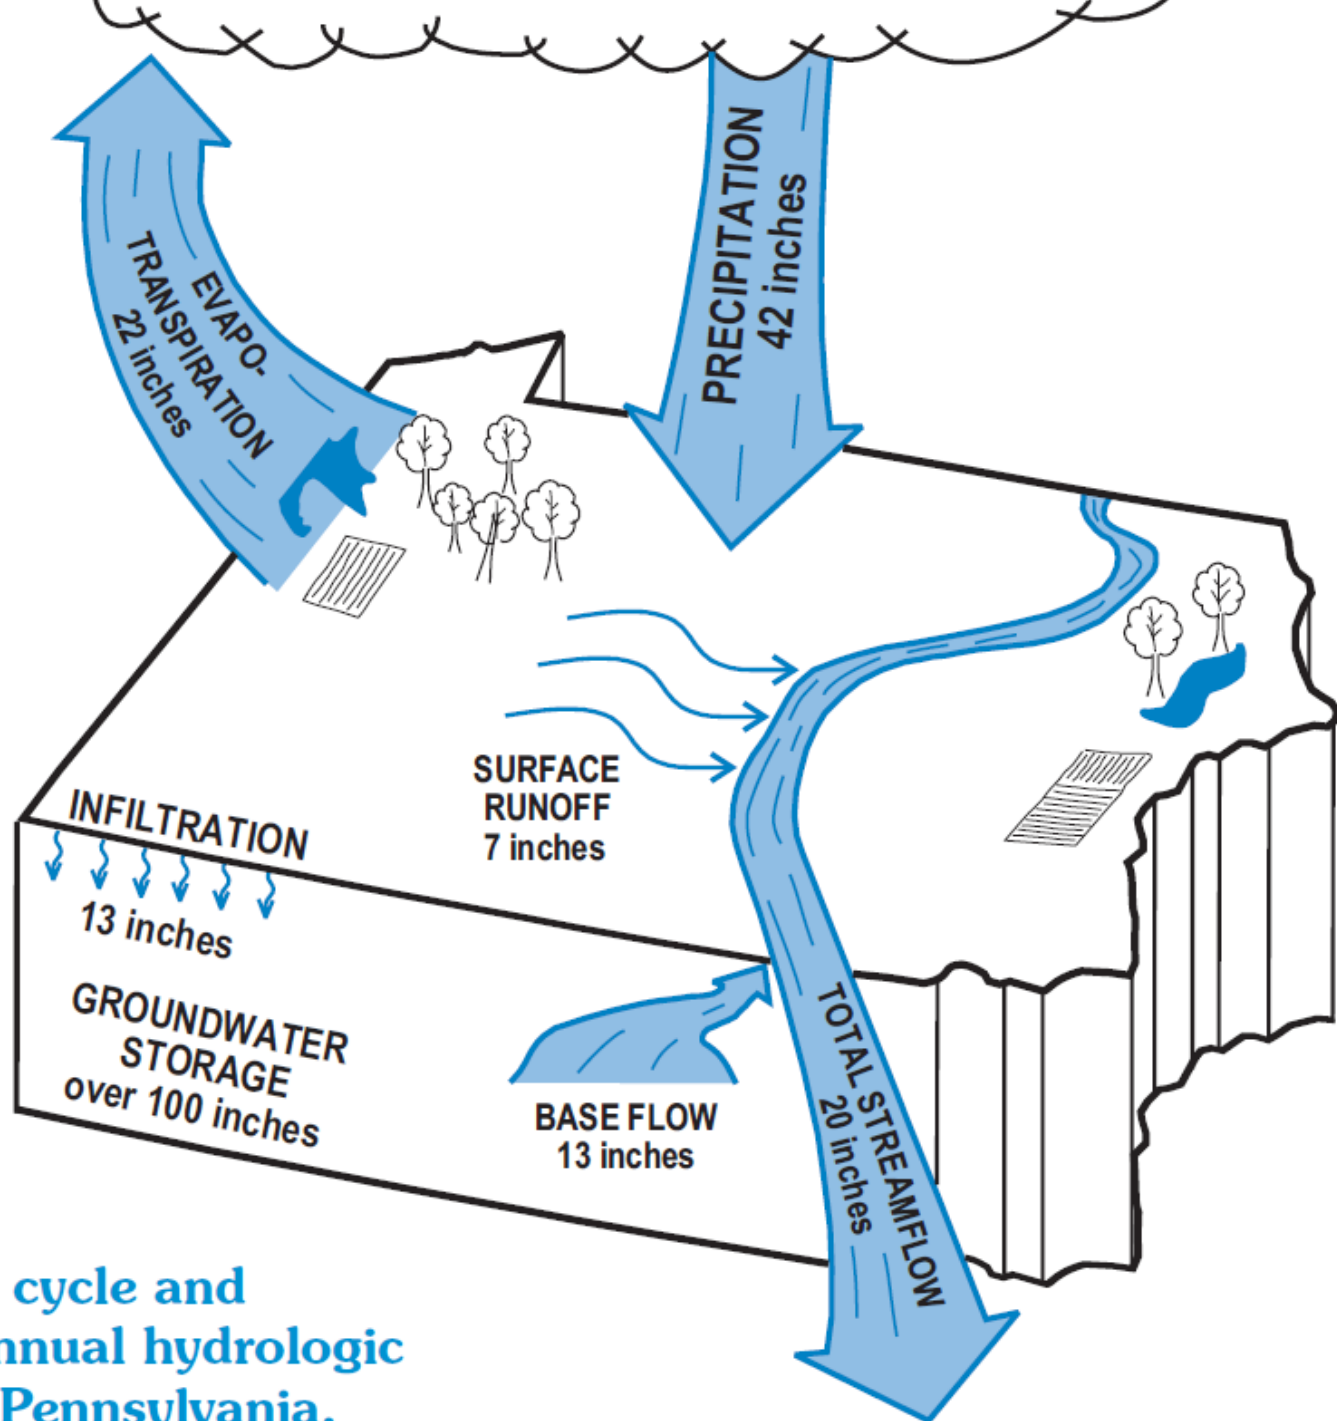 EVAPO-
TRANSPIRATION
22 inches
PRECIPITATION
42 inches
SURFACE
RUNOFF
7 inches
INFILTRATION
13 inches
GROUNDWATER
STORAGE
over 100 inches
BASE FLOW
13 inches
TOTAL STREAMFLOW
20 inches
cycle and
nnual hydrologic
Pennsylvania.